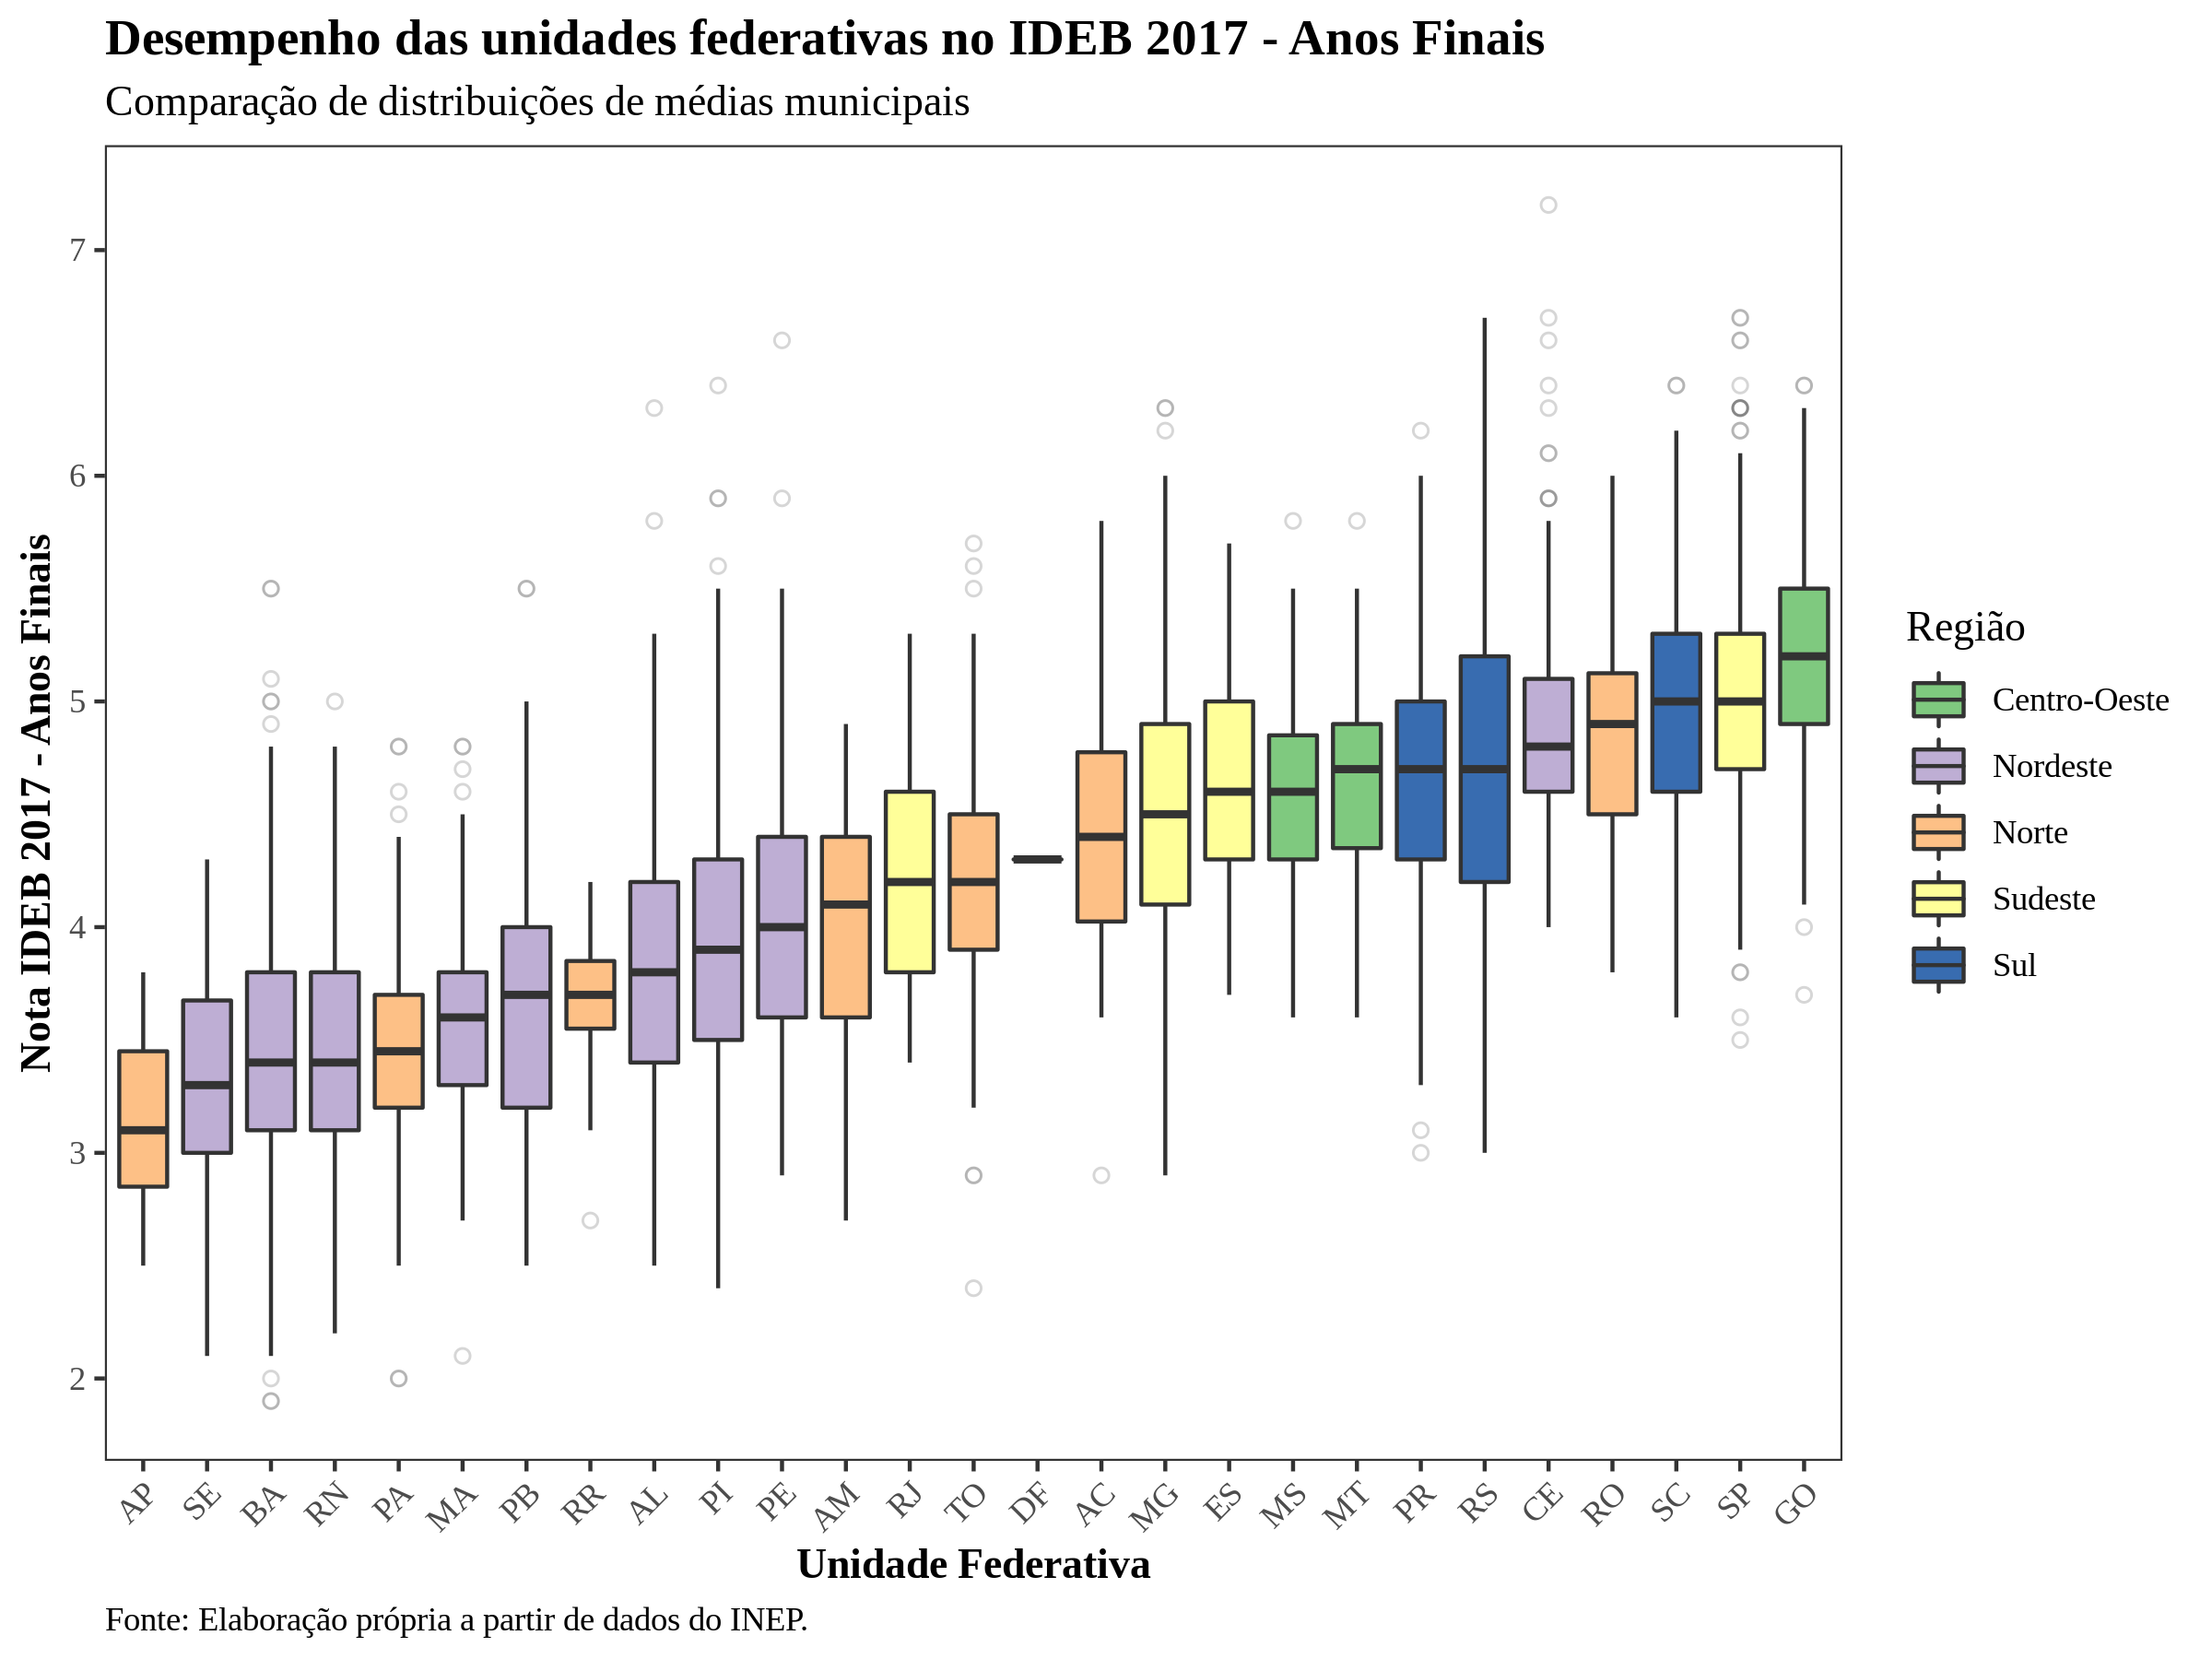 Desempenho das unidades federativas no IDEB 2017 - Anos Finais
Comparação de distribuições de médias municipais
Nota IDEB 2017 - Anos Finais
7
6
5
4
3
2
AP SE BA RN PA MA PB RR AL PI PE AM RJ TO DF AC MG ES MS MT PR RS CE RO SC SP GO
Unidade Federativa
Fonte: Elaboração própria a partir de dados do INEP.
Região
Centro-Oeste
Nordeste
Norte
Sudeste
Sul